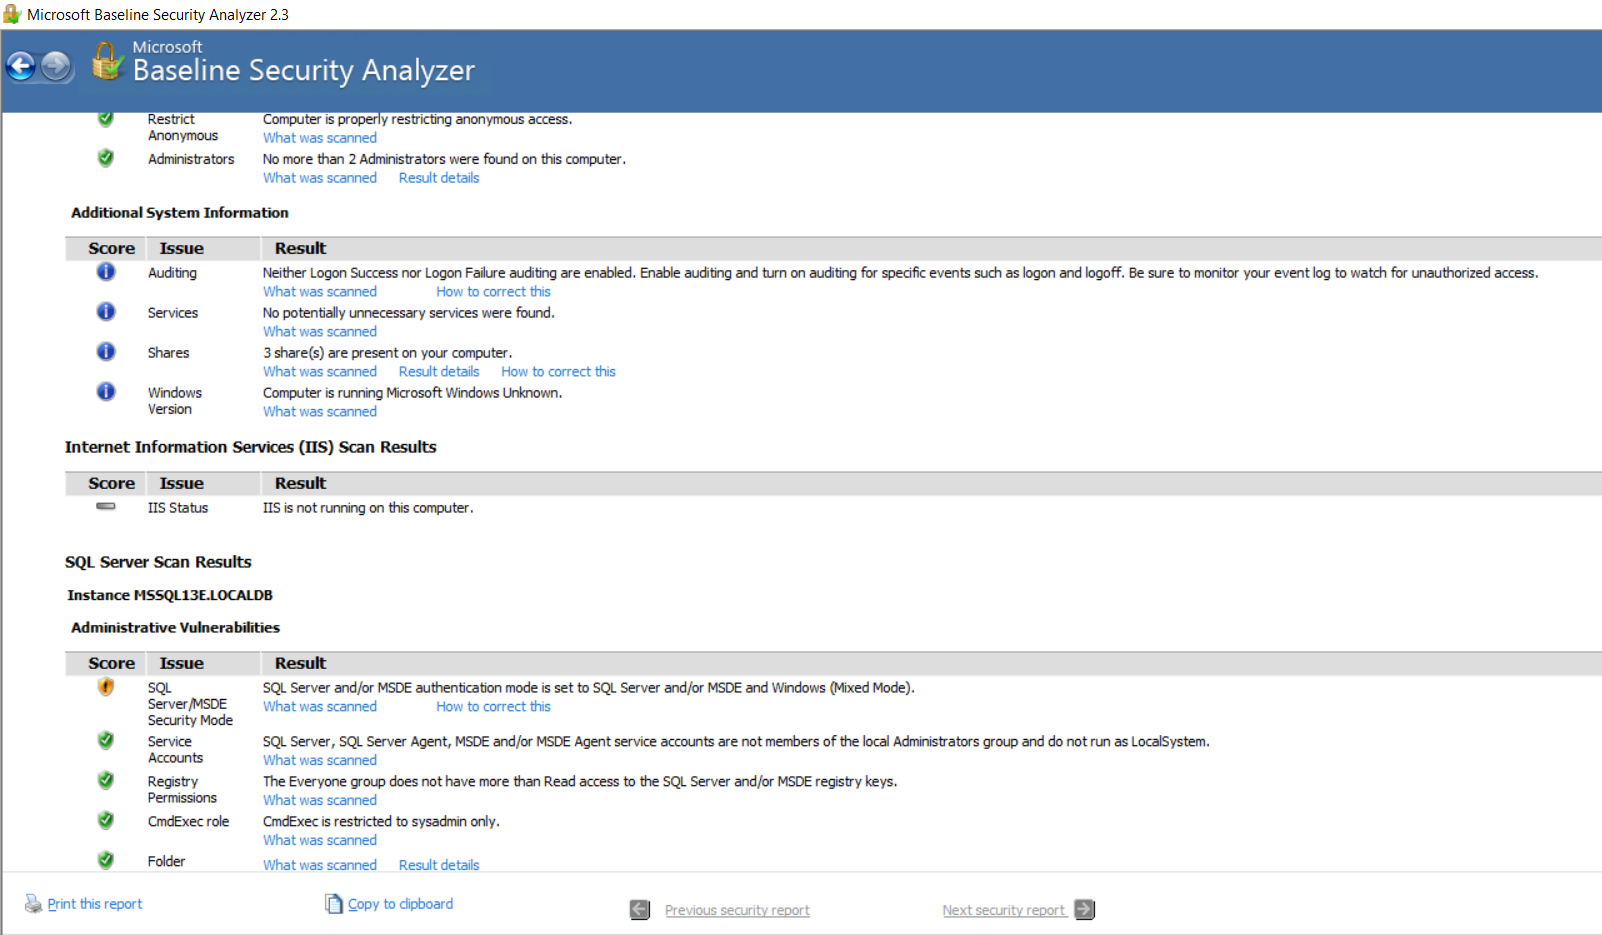 Microsoft Baseline Security Analyzer 2.3
Microsoft
Baseline Security Analyzer
Restrict Anonymous Computer is properly restricting anonymous access.
What was scanned
Administrators No more than 2 Administrators were found on this computer.
What was scanned Result details
Additional System Information
Score Issue Result
Auditing Neither Logon Success nor Logon Failure auditing are enabled. Enable auditing and turn on auditing for specific events such as logon and logoff. Be sure to monitor your event log to watch for unauthorized access.
What was scanned How to correct this
Services No potentially unnecessary services were found.
What was scanned
Shares 3 share(s) are present on your computer.
What was scanned Result details How to correct this
Windows Version Computer is running Microsoft Windows Unknown.
What was scanned
Internet Information Services (IIS) Scan Results
Score Issue Result
IIS Status IIS is not running on this computer.
SQL Server Scan Results
Instance MSSQL13E.LOCALDB
Administrative Vulnerabilities
Score Issue Result
SQL Server/MSDE Security Mode SQL Server and/or MSDE authentication mode is set to SQL Server and/or MSDE and Windows (Mixed Mode).
What was scanned How to correct this
Service Accounts SQL Server, SQL Server Agent, MSDE and/or MSDE Agent service accounts are not members of the local Administrators group and do not run as LocalSystem.
What was scanned
Registry Permissions The Everyone group does not have more than Read access to the SQL Server and/or MSDE registry keys.
What was scanned
CmdExec role CmdExec is restricted to sysadmin only.
What was scanned
Folder What was scanned Result details
Print this report Copy to clipboard Previous security report Next security report